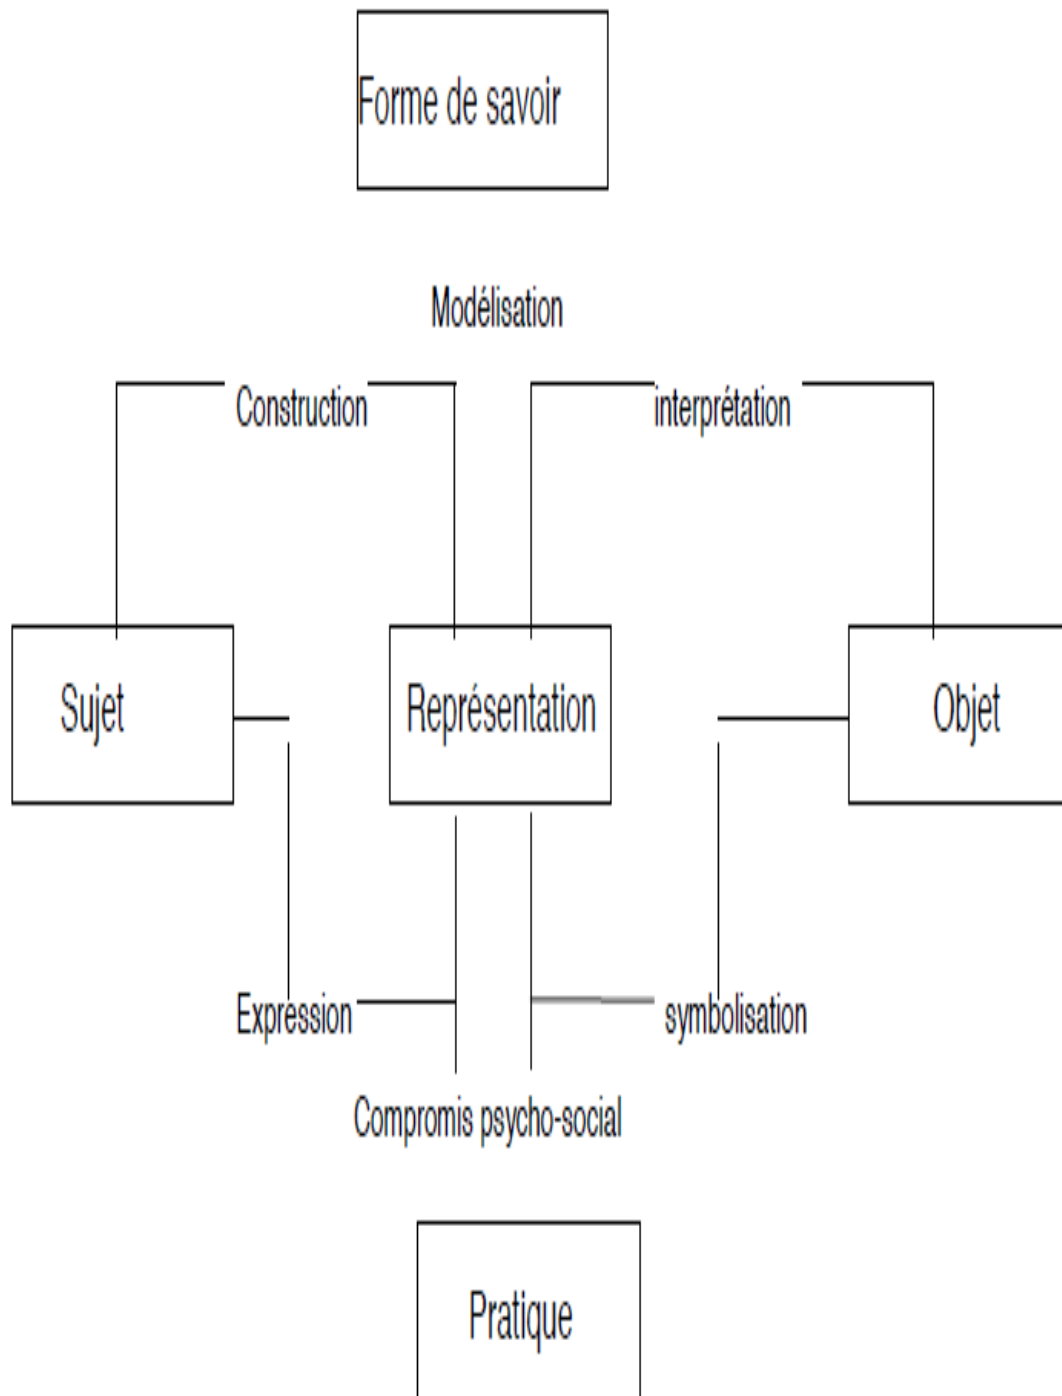 Forme de savoir
Modélisation
Construction
interprétation
Sujet
Représentation
Objet
Expression
symbolisation
Compromis psycho-social
Pratique